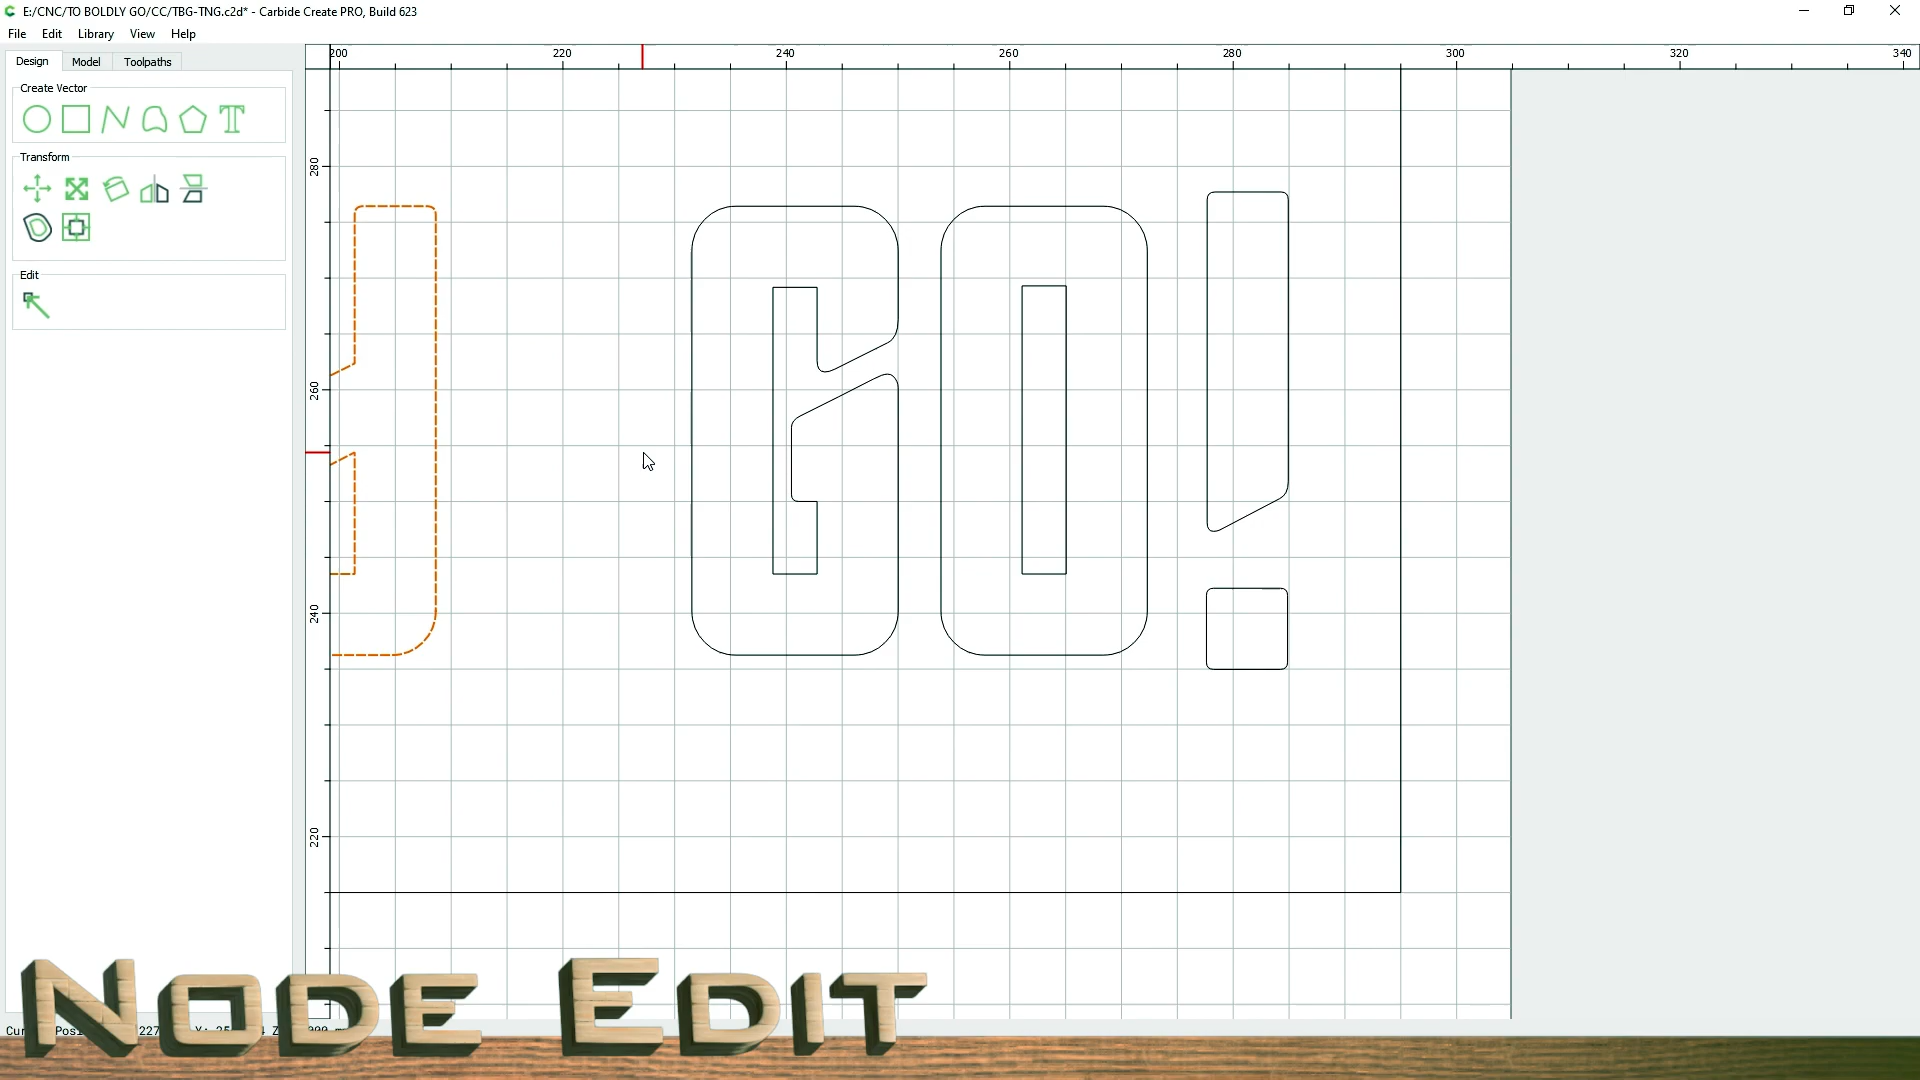 E:/CNC/TO BOLDLY GO/CC/TBG-TNG.c2d* - Carbide Create PRO, Build 623
File Edit Library View Help
Design Model Toolpaths
200 220 240 260 280 300 320 340
Create Vector
Transform
Edit
280
260
240
220
GO!
NODE EDIT